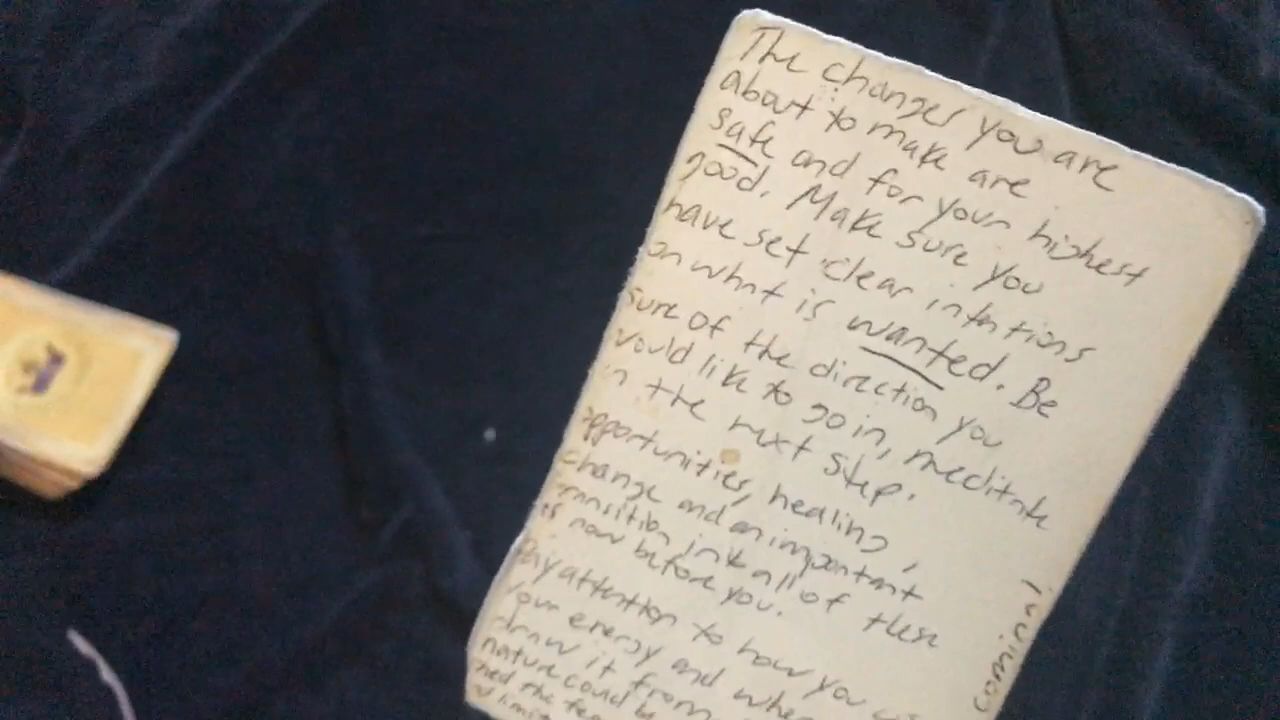 The changes you are
about to make are
safe and for your highest
good. Make sure you
have set clear intentions
on what is wanted. Be
sure of the direction you
would like to go in, meditate
in the next step.
opportunities, healing,
change and an important
transition all of these
is now before you.
Pay attention to how you
your energy and where
draw it from
nature could b
the
coming